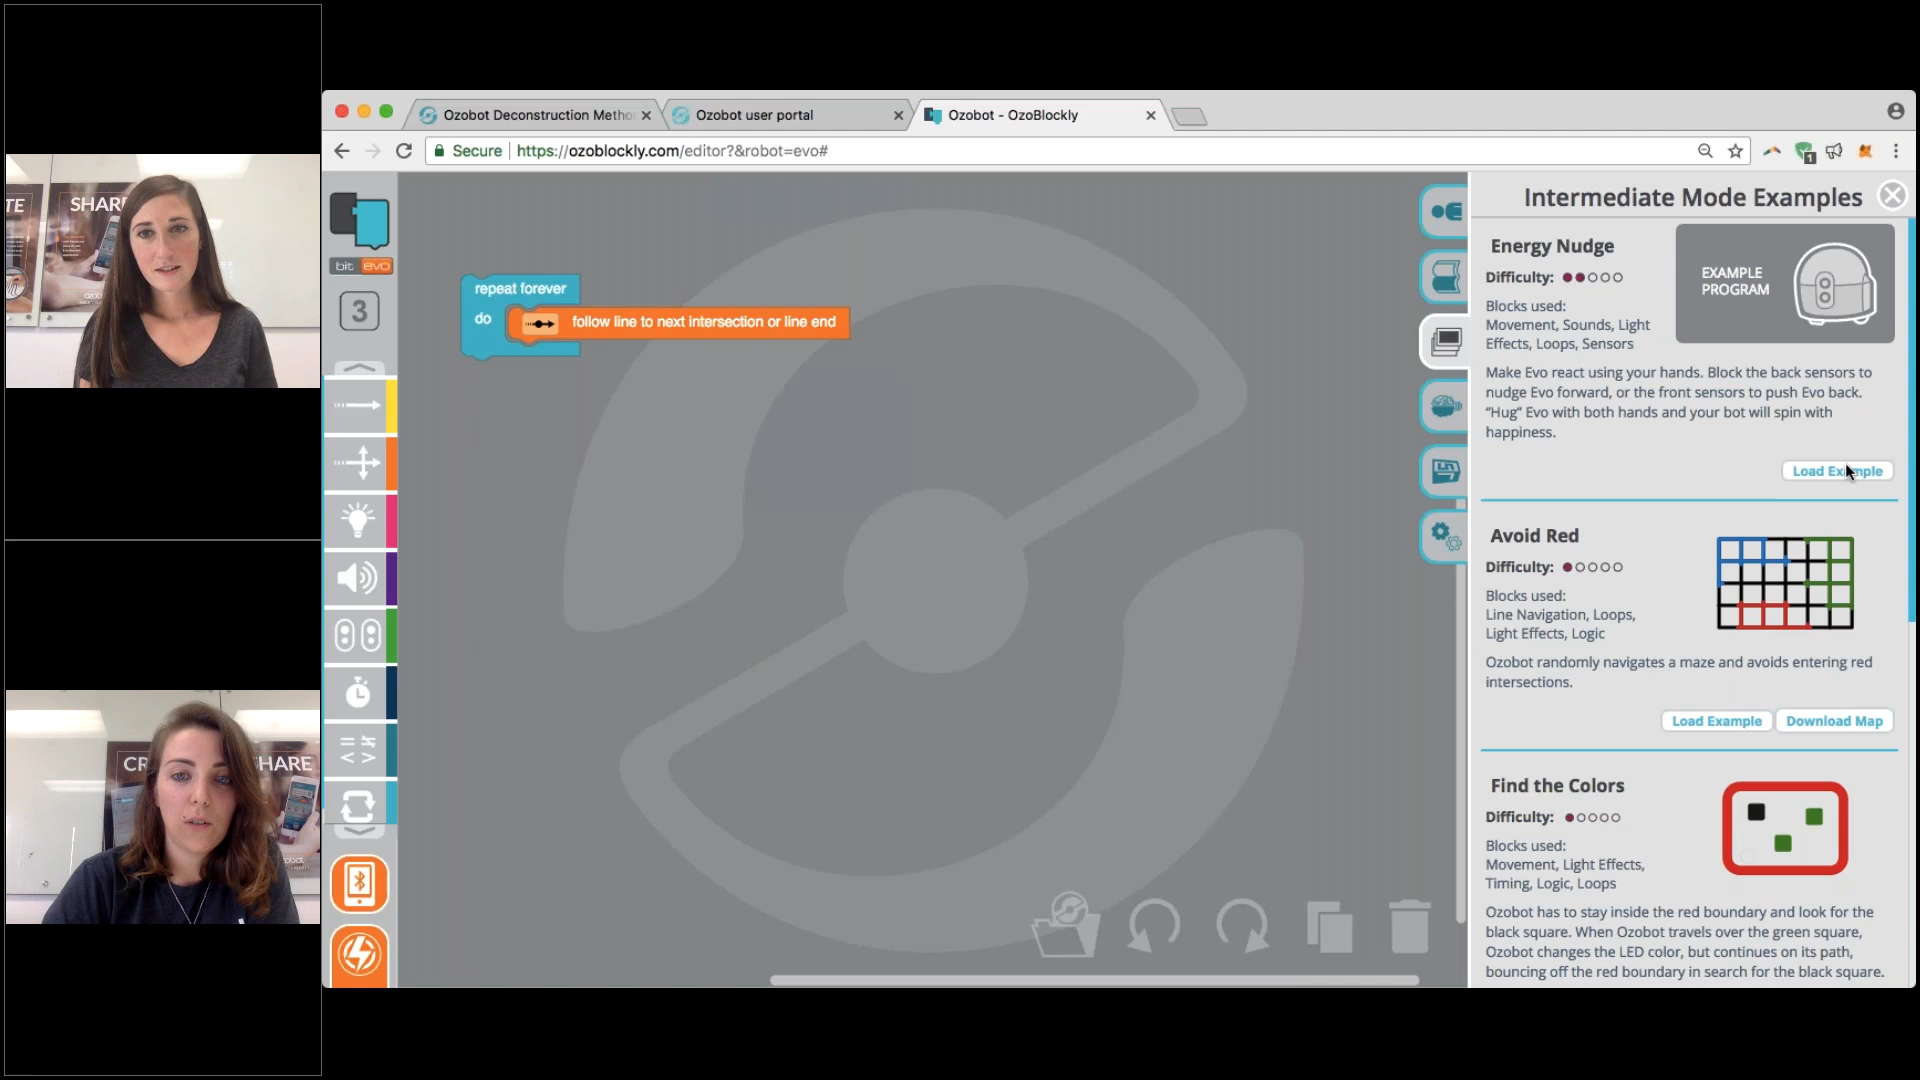 TE
SHAR
CR
HARE
Ozobot Deconstruction Metho
Ozobot user portal
Ozobot - OzoBlockly
Secure
https://ozoblockly.com/editor?&robot=evo#
1
bit evo
3
repeat forever
do
follow line to next intersection or line end
Intermediate Mode Examples
Energy Nudge
Difficulty:
Blocks used:
Movement, Sounds, Light
Effects, Loops, Sensors
EXAMPLE
PROGRAM
Make Evo react using your hands. Block the back sensors to
nudge Evo forward, or the front sensors to push Evo back.
“Hug” Evo with both hands and your bot will spin with
happiness.
Load Example
Avoid Red
Difficulty:
Blocks used:
Line Navigation, Loops,
Light Effects, Logic
Ozobot randomly navigates a maze and avoids entering red
intersections.
Load Example
Download Map
Find the Colors
Difficulty:
Blocks used:
Movement, Light Effects,
Timing, Logic, Loops
Ozobot has to stay inside the red boundary and look for the
black square. When Ozobot travels over the green square,
Ozobot changes the LED color, but continues on its path,
bouncing off the red boundary in search for the black square.